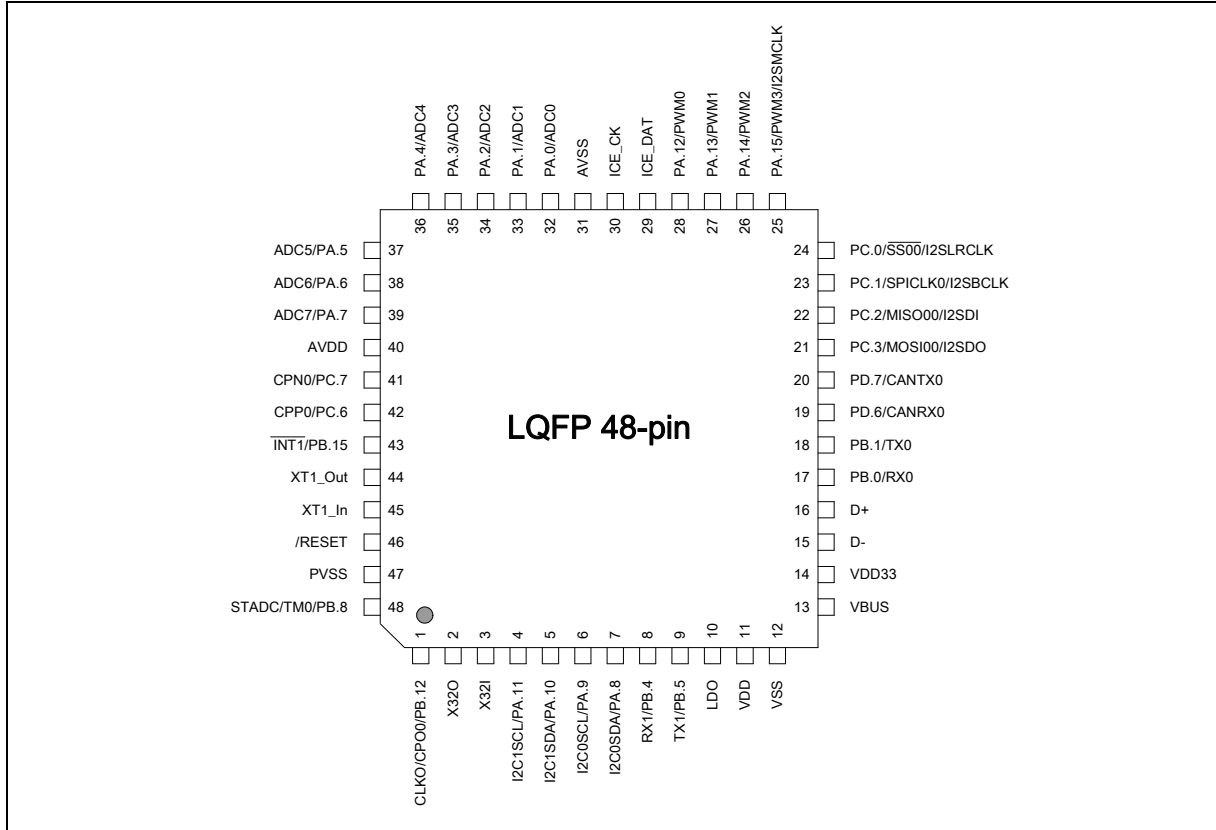 PA.4/ADC4
PA.3/ADC3
PA.2/ADC2
PA.1/ADC1
PA.0/ADC0
AVSS
ICE_CK
ICE_DAT
PA.12/PWM0
PA.13/PWM1
PA.14/PWM2
PA.15/PWM3/I2SMCLK
36
35
34
33
32
31
30
29
28
27
26
25
ADC5/PA.5 37
ADC6/PA.6 38
ADC7/PA.7 39
AVDD 40
CPN0/PC.7 41
CPP0/PC.6 42
INT1/PB.15 43
XT1_Out 44
XT1_In 45
/RESET 46
PVSS 47
STADC/TM0/PB.8 48
LQFP 48-pin
24 PC.0/SS00/I2SLRCLK
23 PC.1/SPICLK0/I2SBCLK
22 PC.2/MISO00/I2SDI
21 PC.3/MOSI00/I2SDO
20 PD.7/CANTX0
19 PD.6/CANRX0
18 PB.1/TX0
17 PB.0/RX0
16 D+
15 D-
14 VDD33
13 VBUS
1
2
3
4
5
6
7
8
9
10
11
12
CLKO/CPO0/PB.12
X32O
X32I
I2C1SCL/PA.11
I2C1SDA/PA.10
I2C0SCL/PA.9
I2C0SDA/PA.8
RX1/PB.4
TX1/PB.5
LDO
VDD
VSS